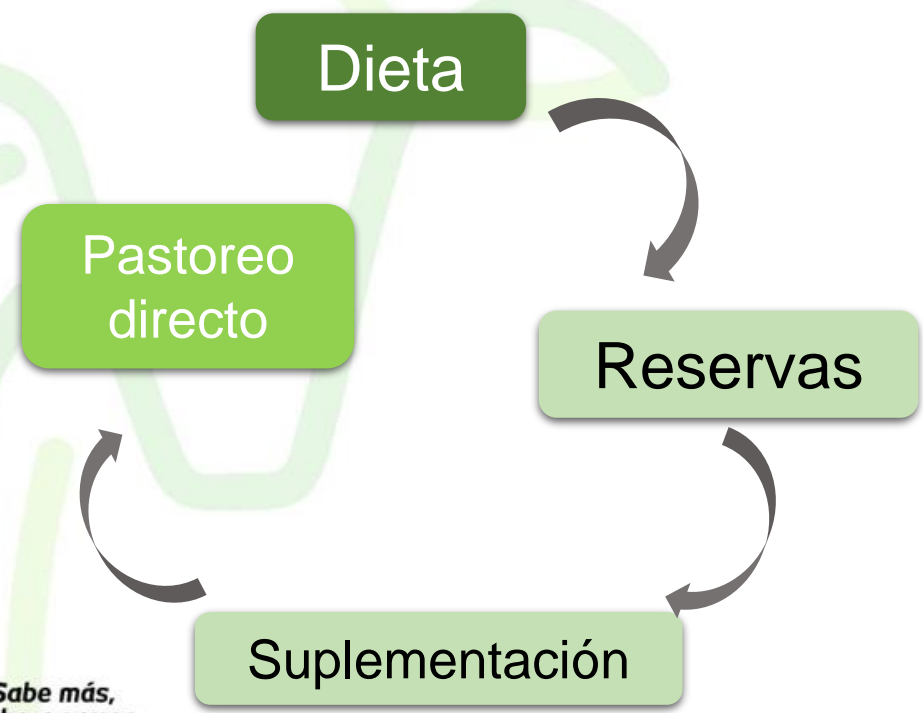 Dieta
Pastoreo
directo
Reservas
Suplementación
Sabe más,